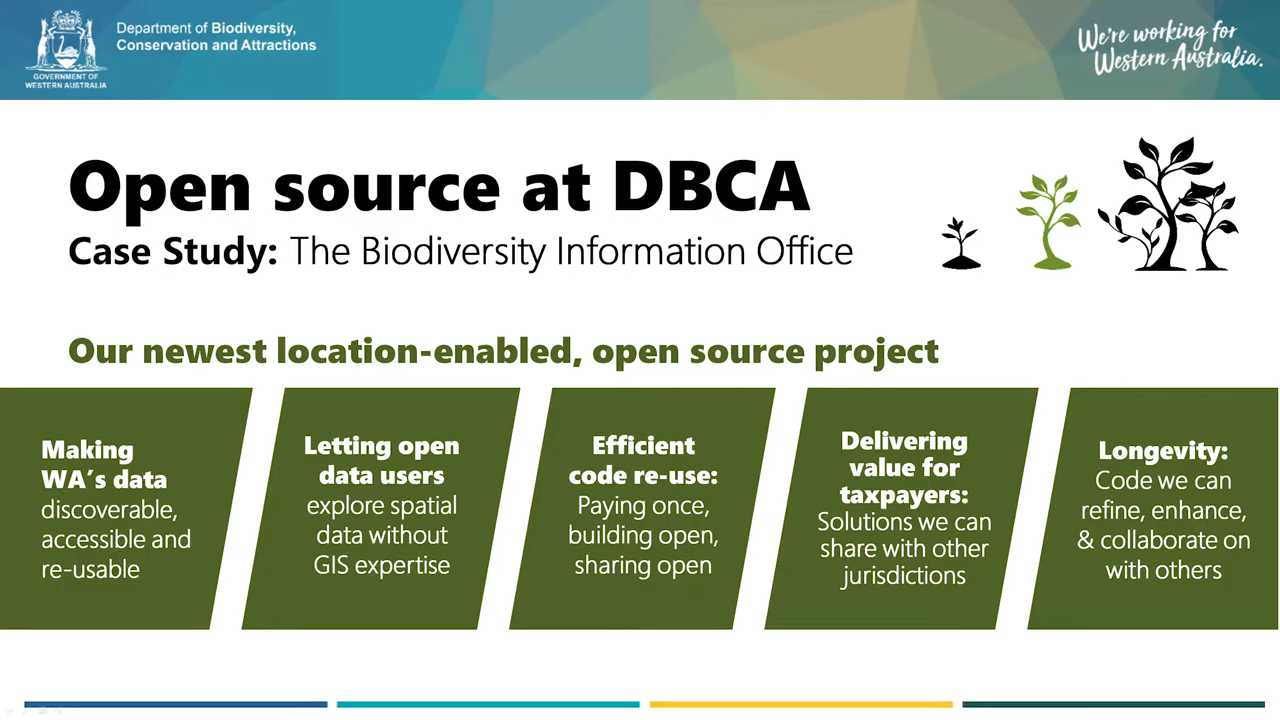 GOVERNMENT OF
WESTERN AUSTRALIA
Department of Biodiversity,
Conservation and Attractions
We're working for
Western Australia.
Open source at DBCA
Case Study: The Biodiversity Information Office
Our newest location-enabled, open source project
Making
WA's data
discoverable,
accessible and
re-usable
Letting open
data users
explore spatial
data without
GIS expertise
Efficient
code re-use:
Paying once,
building open,
sharing open
Delivering
value for
taxpayers:
Solutions we can
share with other
jurisdictions
Longevity:
Code we can
refine, enhance,
& collaborate on
with others